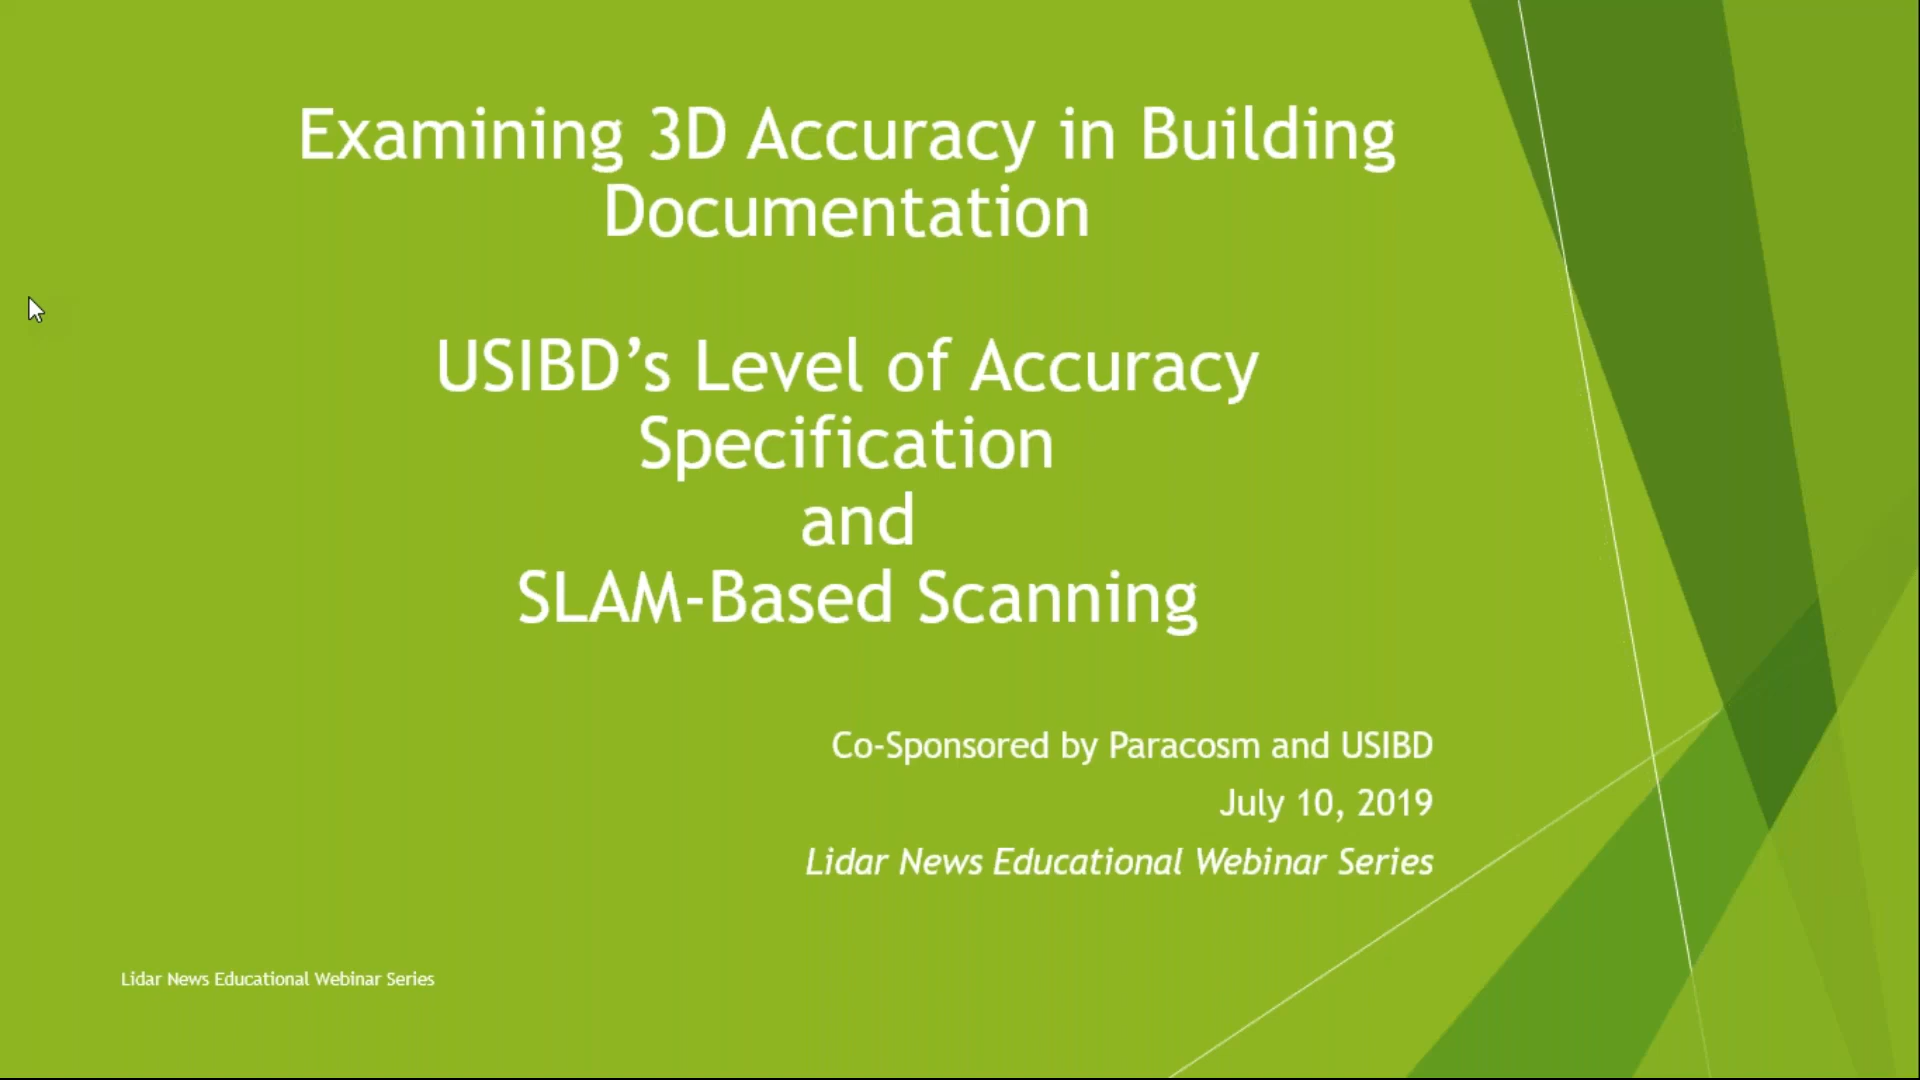 Examining 3D Accuracy in Building
Documentation
USIBD’s Level of Accuracy
Specification
and
SLAM-Based Scanning
Co-Sponsored by Paracosm and USIBD
July 10, 2019
Lidar News Educational Webinar Series
Lidar News Educational Webinar Series